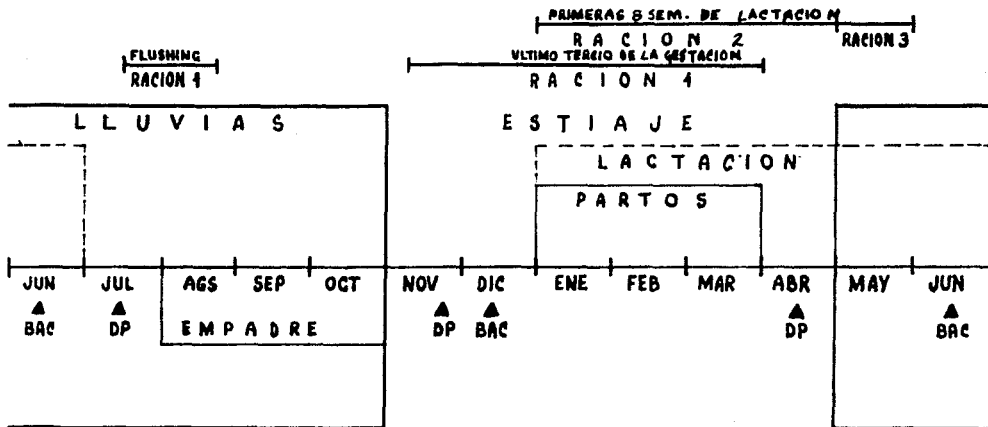 PRIMERAS 8 SEM. DE LACTACION
RACION 2 RACION 3
FLUSHING ULTIMO TERCIO DE LA GESTACION
RACION 1 RACION 1
LLUVIAS ESTIAJE
LACTACION
PARTOS
JUN JUL AGS SEP OCT NOV DIC ENE FEB MAR ABR MAY JUN
BAC DP EMPADRE DP BAC DP BAC